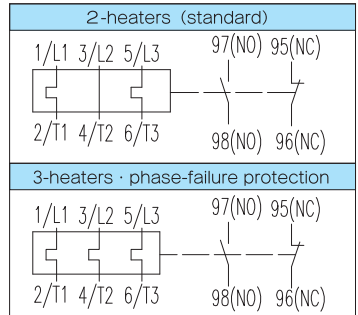 2-heaters (standard)
1/L1 3/L2 5/L3 97(NO) 95(NC)
2/T1 4/T2 6/T3 98(NO) 96(NC)
3-heaters · phase-failure protection
1/L1 3/L2 5/L3 97(NO) 95(NC)
2/T1 4/T2 6/T3 98(NO) 96(NC)